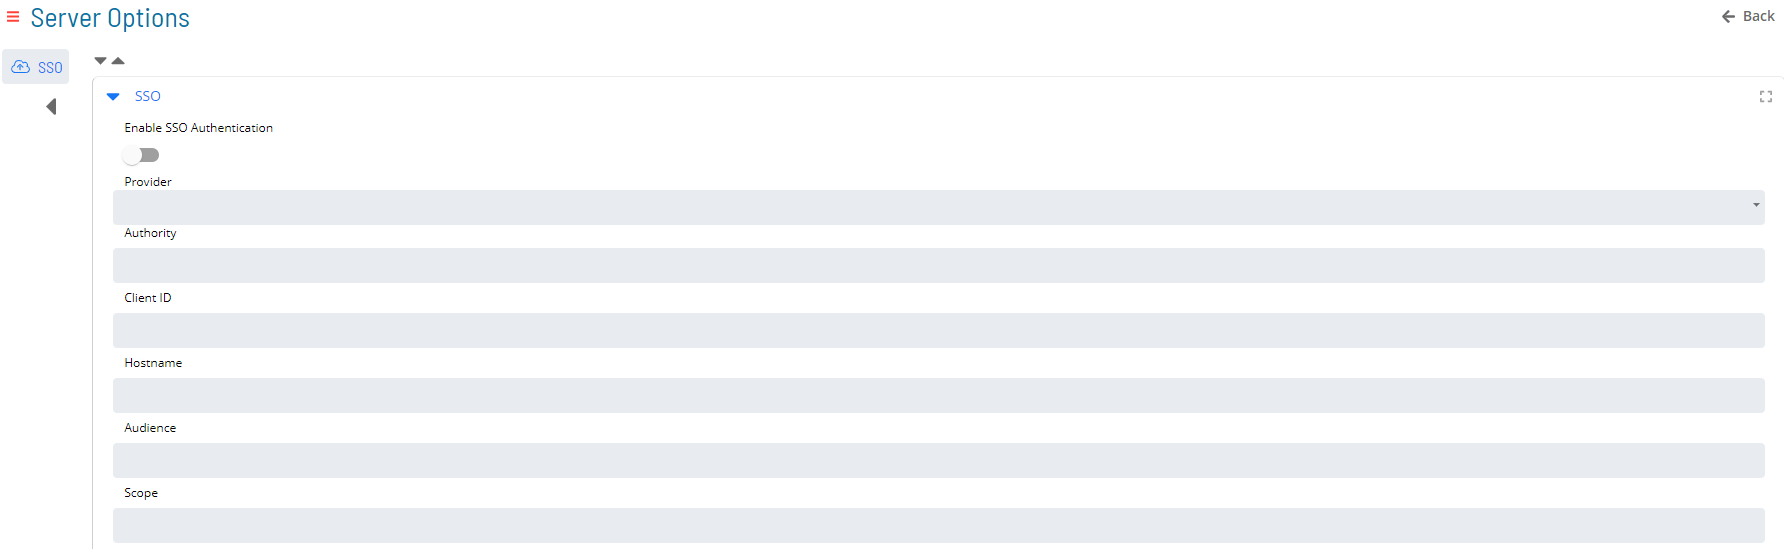 Server Options
Back
SSO
SSO
Enable SSO Authentication
Provider
Authority
Client ID
Hostname
Audience
Scope